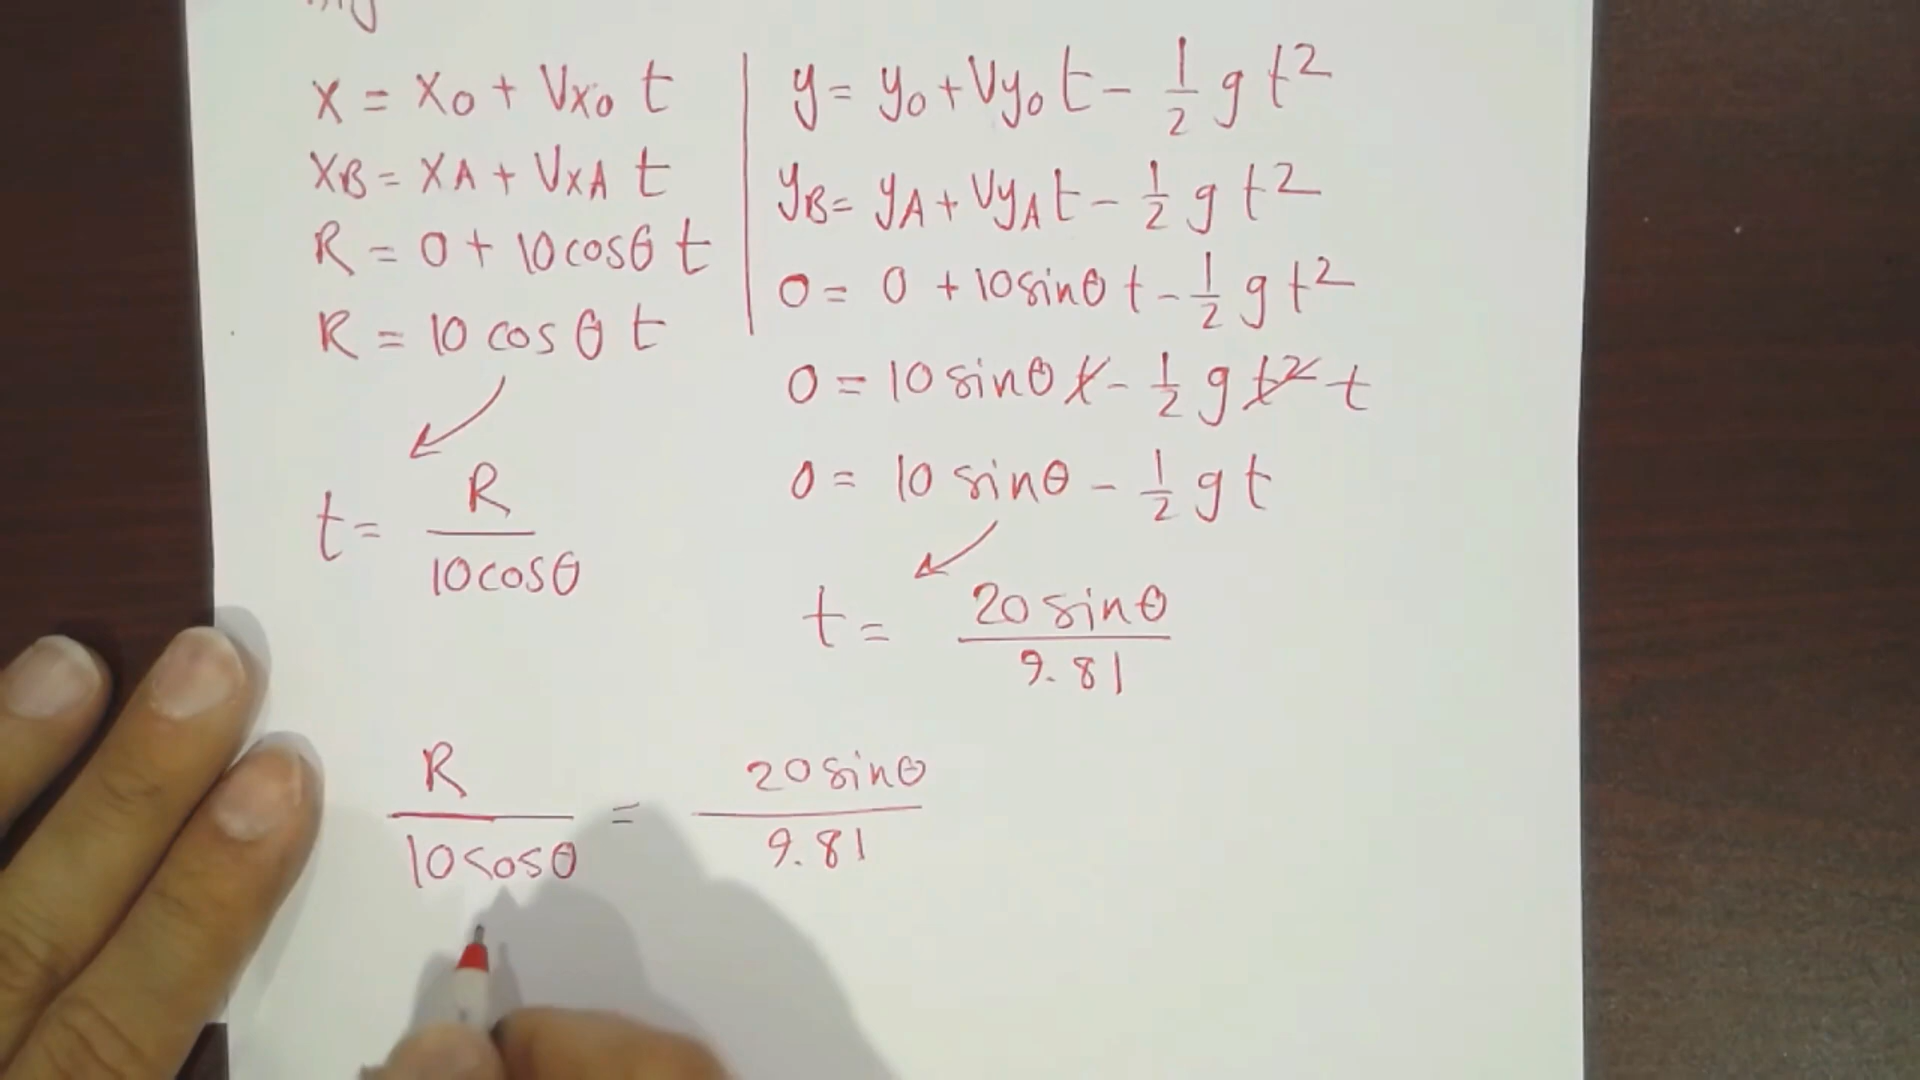 x = x0 + Vx0 t
xB = xA + VxA t
R = 0 + 10cosθ t
R = 10 cos θ t
t = R / 10cosθ
y = y0 + Vy0 t - 1/2 g t²
yB = yA + VyA t - 1/2 g t²
0 = 0 + 10sinθ t - 1/2 g t²
0 = 10 sinθ t - 1/2 g t² t
0 = 10 sinθ - 1/2 g t
t = 20 sinθ / 9.81
R / 10cosθ = 20 sinθ / 9.81